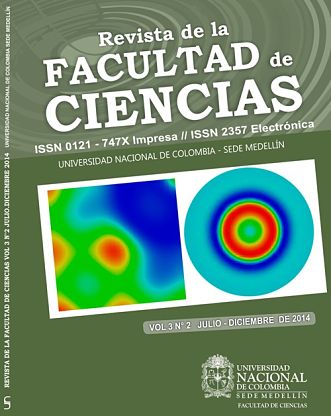 Revista de la
FACULTAD de
CIENCIAS
ISSN 0121 - 747X Impresa // ISSN 2357 Electrónica
UNIVERSIDAD NACIONAL DE COLOMBIA - SEDE MEDELLÍN
VOL 3 N° 2 JULIO - DICIEMBRE DE 2014
UNIVERSIDAD
NACIONAL
DE COLOMBIA
SEDE MEDELLÍN
FACULTAD DE CIENCIAS
REVISTA DE LA FACULTAD DE CIENCIAS VOL 3 N°2 JULIO-DICIEMBRE 2014 UNIVERSIDAD NACIONAL DE COLOMBIA SEDE MEDELLÍN